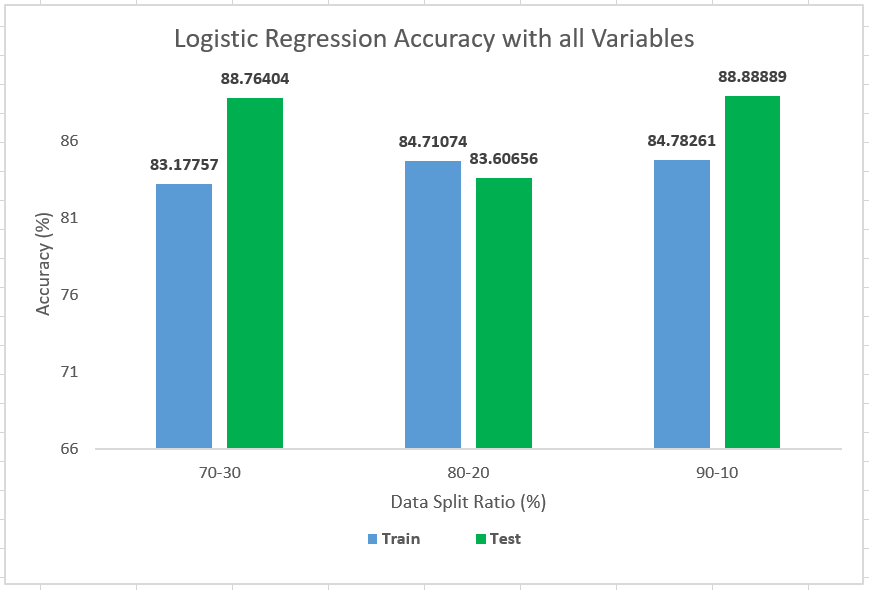 Logistic Regression Accuracy with all Variables
88.76404
88.88889
86
83.17757
84.71074
83.60656
84.78261
81
76
71
66
Accuracy (%)
70-30
80-20
90-10
Data Split Ratio (%)
Train
Test